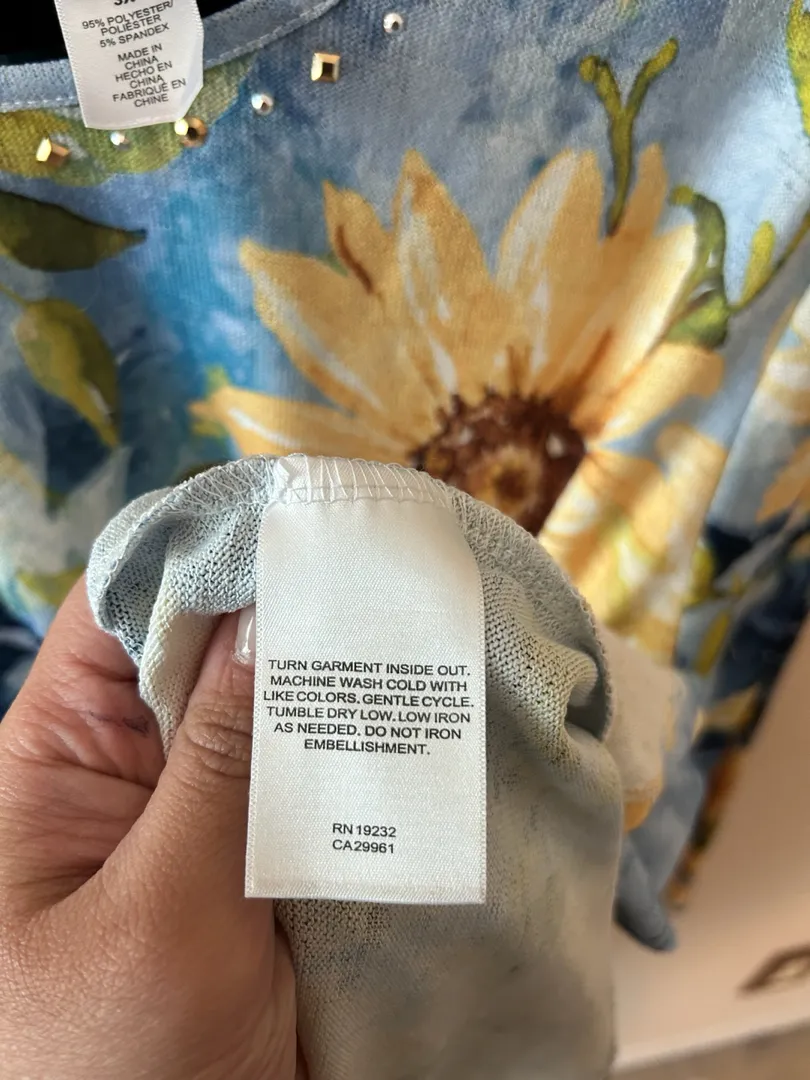 95% POLYESTER/
POLIÉSTER
5% SPANDEX
MADE IN
CHINA
HECHO EN
CHINA
FABRIQUÉ EN
CHINE
TURN GARMENT INSIDE OUT.
MACHINE WASH COLD WITH
LIKE COLORS. GENTLE CYCLE.
TUMBLE DRY LOW. LOW IRON
AS NEEDED. DO NOT IRON
EMBELLISHMENT.
RN 19232
CA29961